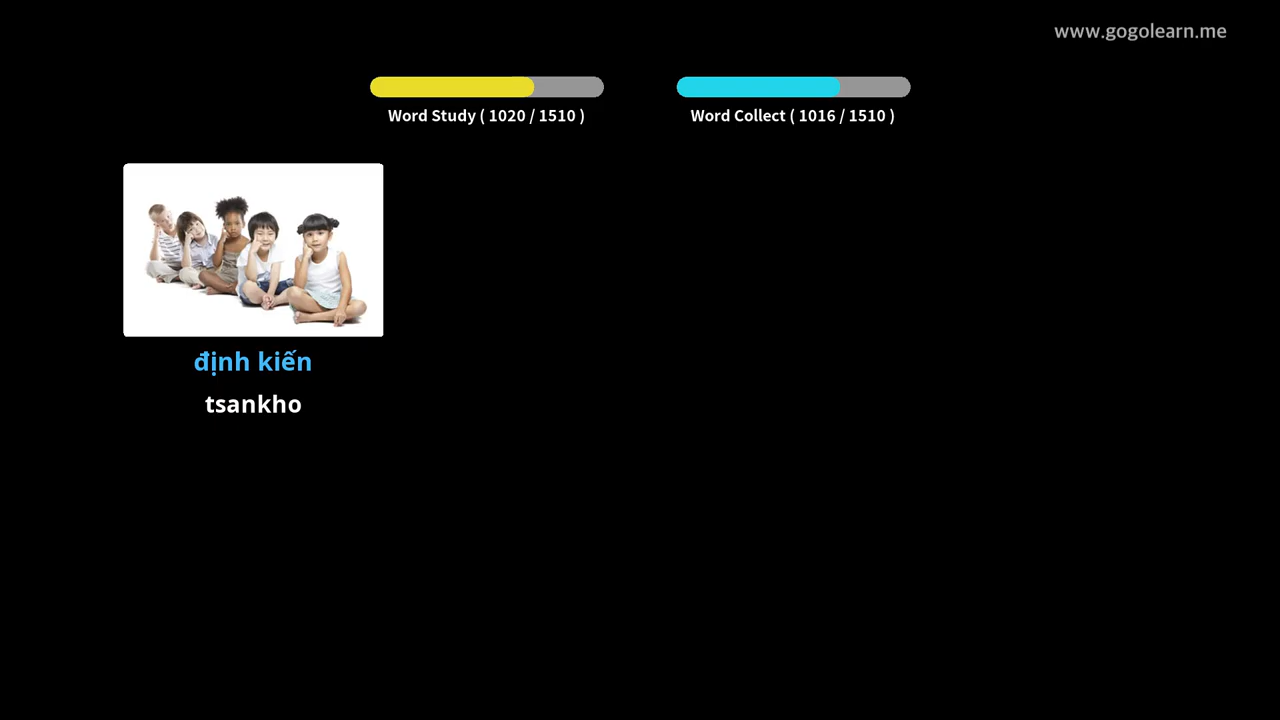 www.gogolearn.me
Word Study ( 1020 / 1510 )
Word Collect ( 1016 / 1510 )
định kiến
tsankho